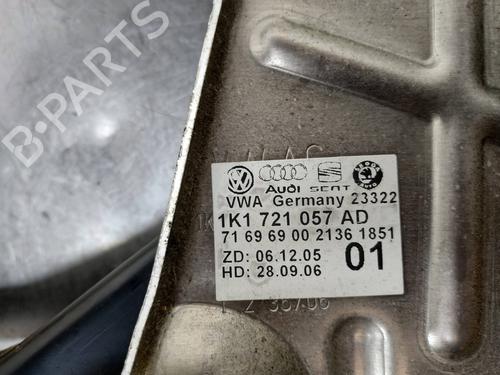 B-PARTS
AUDI SEAT
VWA Germany 23322
1K1 721 057 AD
71 69 69 00 2136 1851
ZD: 06.12.05
HD: 28.09.06 01